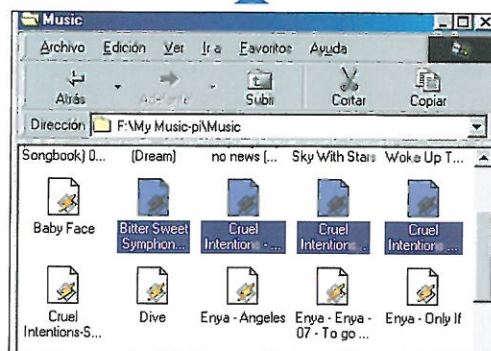 Music
Archivo Edición Ver Ir a Favoritos Ayuda
Atrás Adelante Subir Cortar Copiar
Dirección F:\My Music-pi\Music
Songbook) 0... (Dream) no news (... Sky With Stars Woke Up T...
Baby Face Bitter Sweet Symphon... Cruel Intentions - ... Cruel Intentions... Cruel Intentions ...
Cruel Intentions-S... Dive Enya - Angeles Enya - Enya - 07 - To go ... Enya - Only If